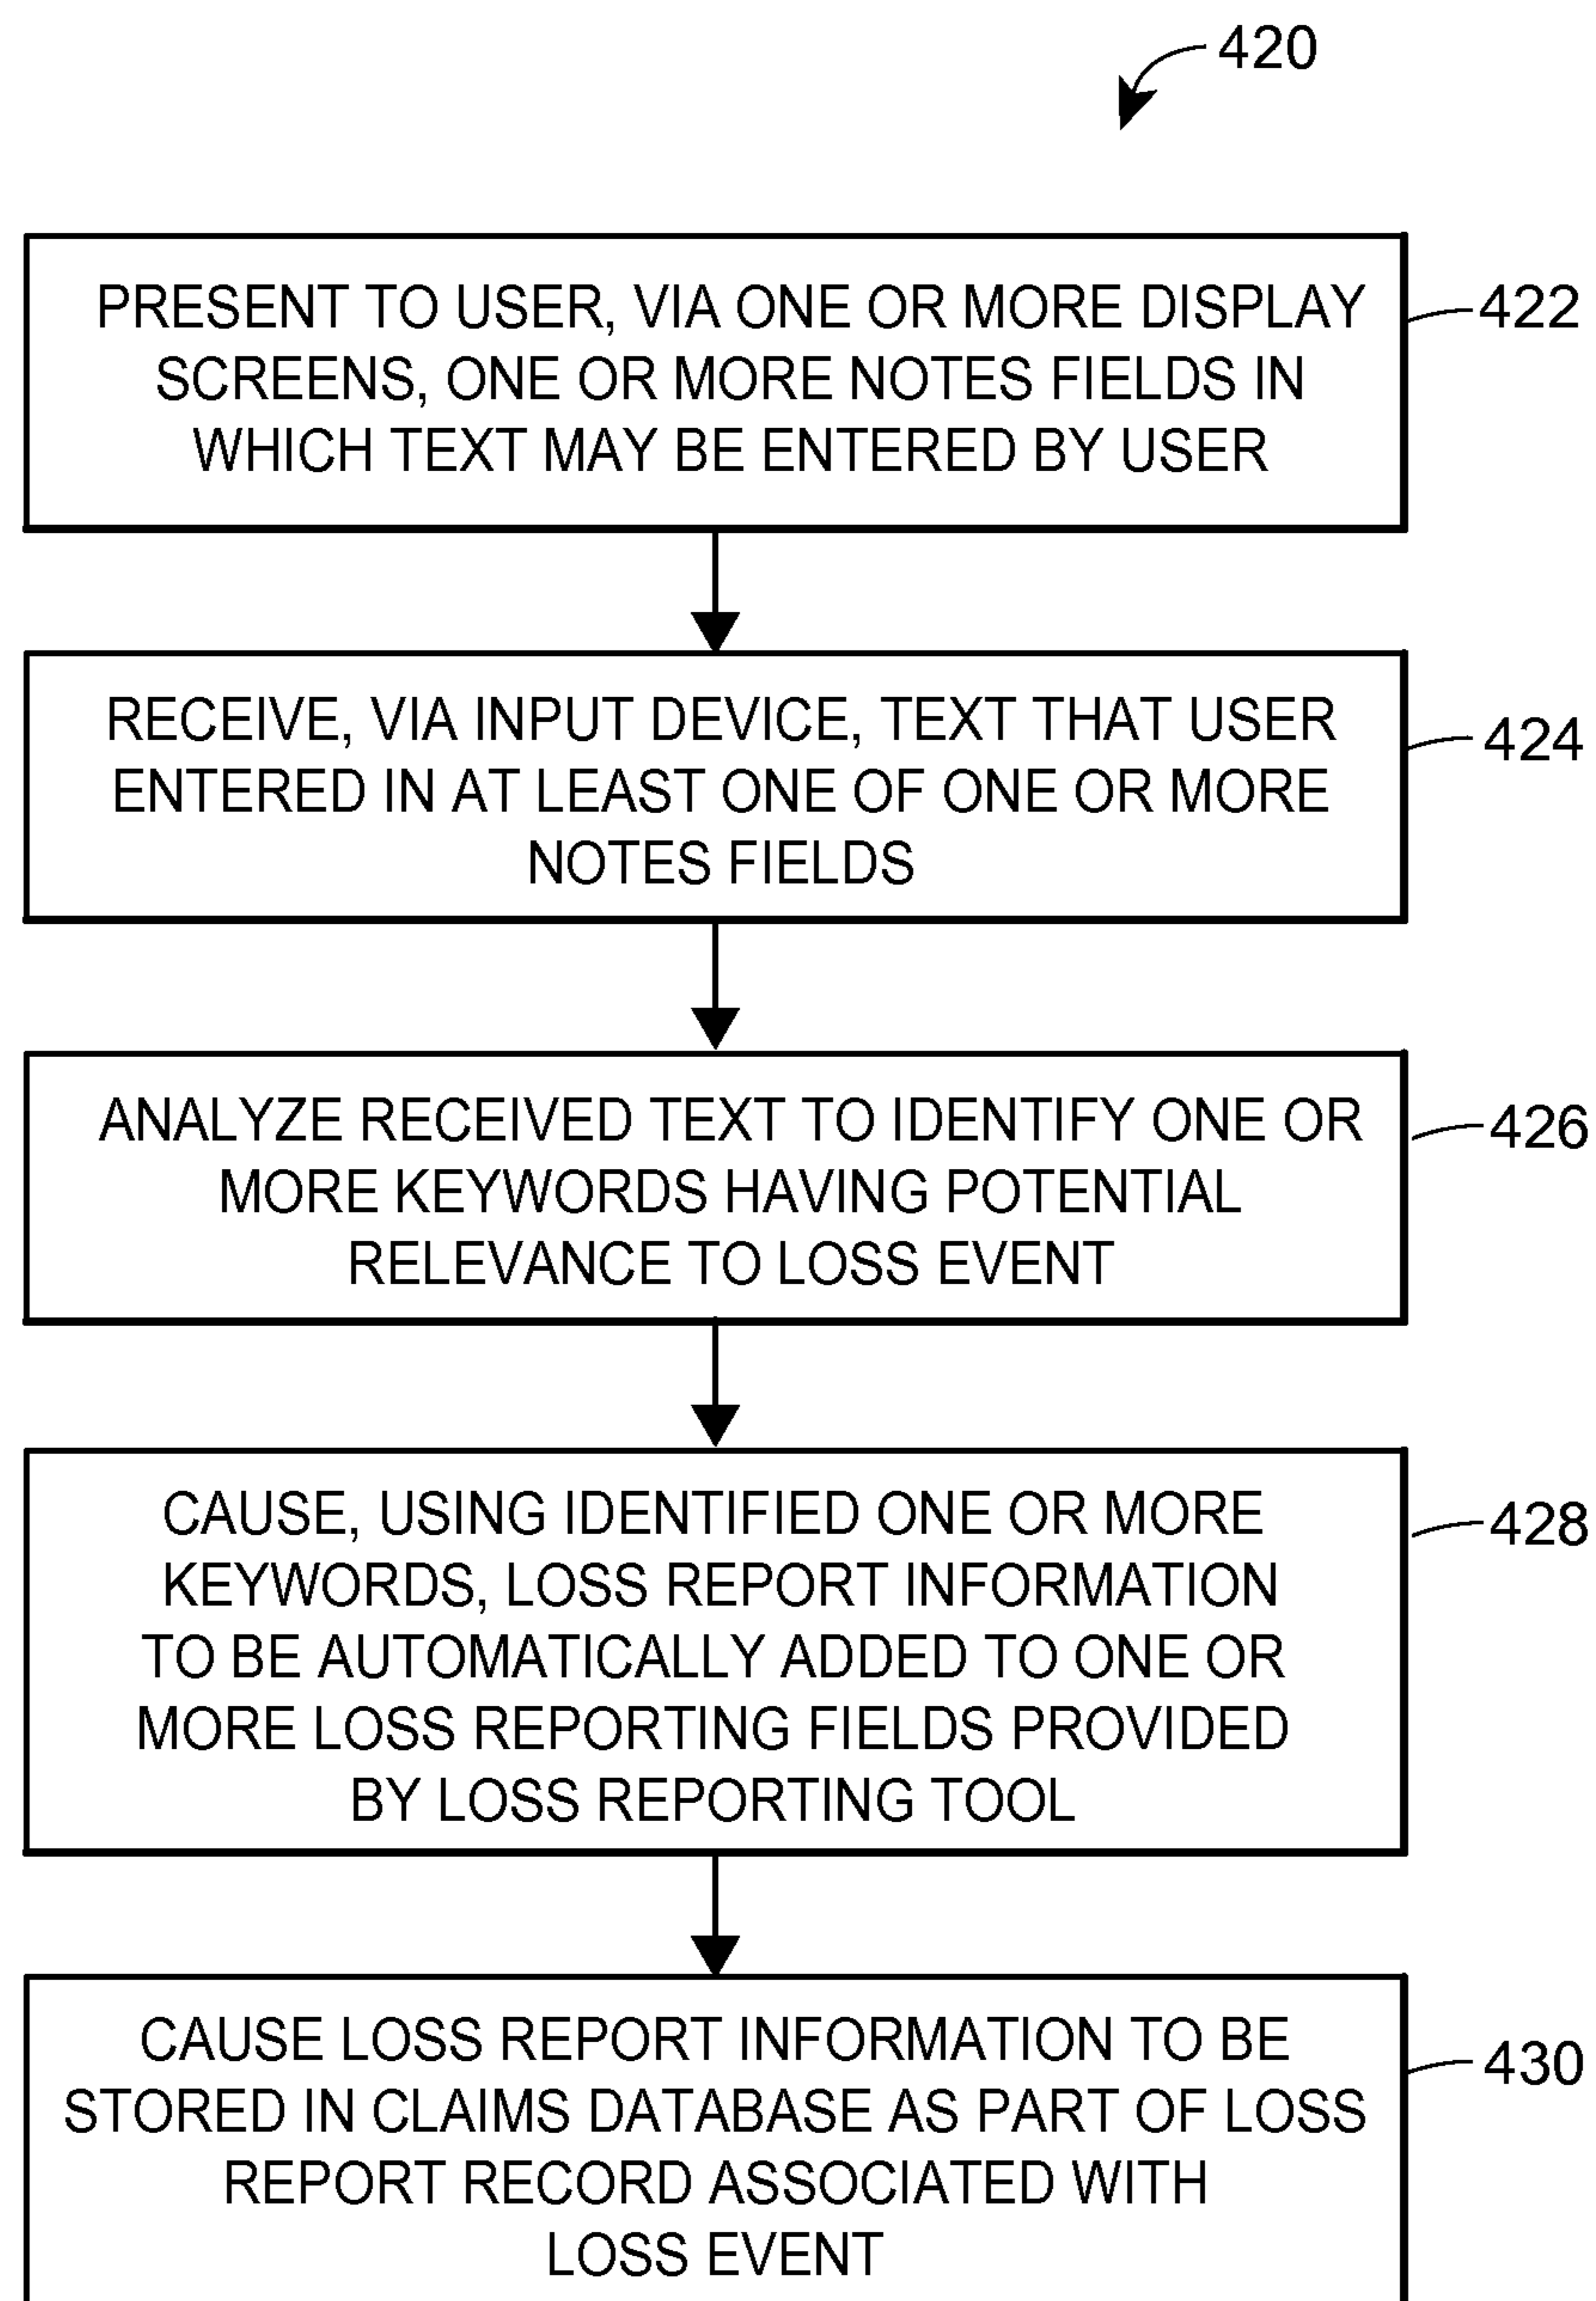 420
PRESENT TO USER, VIA ONE OR MORE DISPLAY
SCREENS, ONE OR MORE NOTES FIELDS IN
WHICH TEXT MAY BE ENTERED BY USER
422
RECEIVE, VIA INPUT DEVICE, TEXT THAT USER
ENTERED IN AT LEAST ONE OF ONE OR MORE
NOTES FIELDS
424
ANALYZE RECEIVED TEXT TO IDENTIFY ONE OR
MORE KEYWORDS HAVING POTENTIAL
RELEVANCE TO LOSS EVENT
426
CAUSE, USING IDENTIFIED ONE OR MORE
KEYWORDS, LOSS REPORT INFORMATION
TO BE AUTOMATICALLY ADDED TO ONE OR
MORE LOSS REPORTING FIELDS PROVIDED
BY LOSS REPORTING TOOL
428
CAUSE LOSS REPORT INFORMATION TO BE
STORED IN CLAIMS DATABASE AS PART OF LOSS
REPORT RECORD ASSOCIATED WITH
LOSS EVENT
430